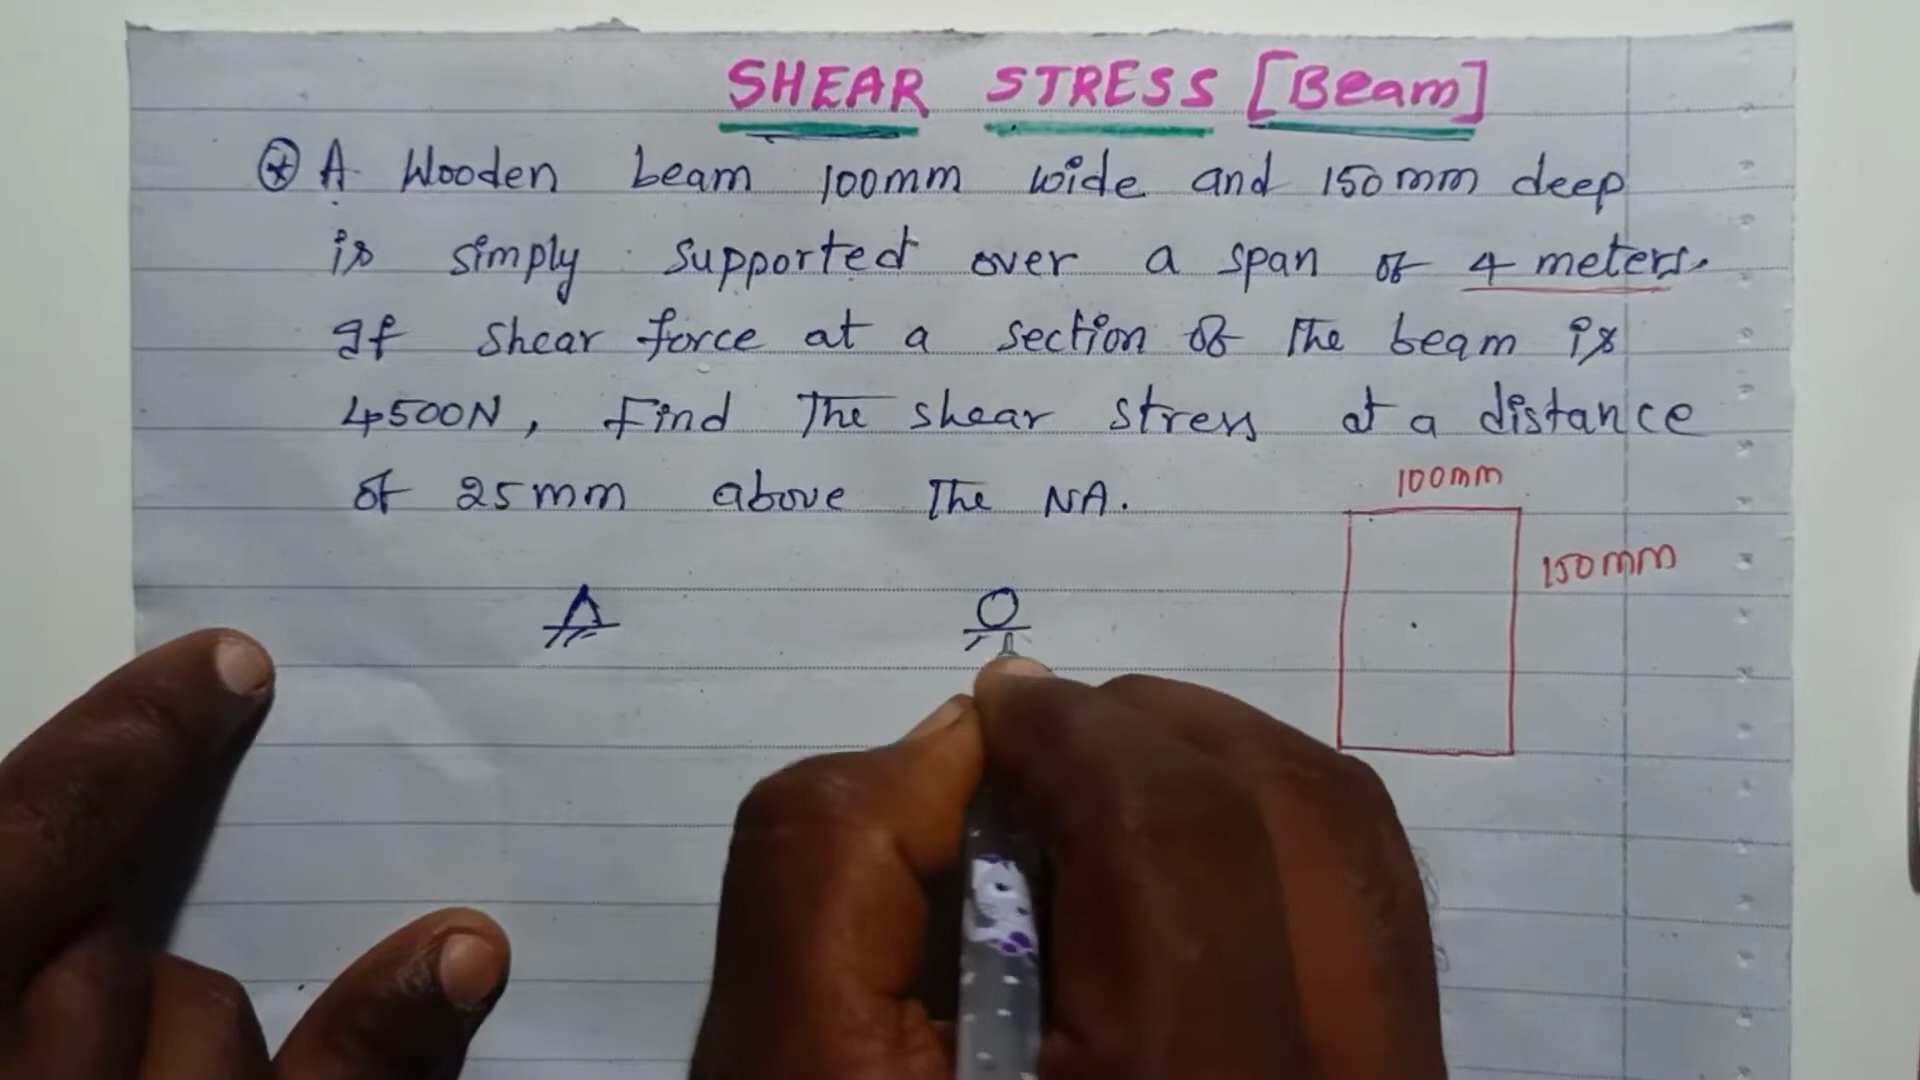 SHEAR STRESS [Beam]
A Wooden beam 100mm wide and 150mm deep
is simply supported over a span of 4 meters.
If shear force at a section of the beam is
4500N, Find the shear stress at a distance
of 25mm above the NA.
100mm
150mm